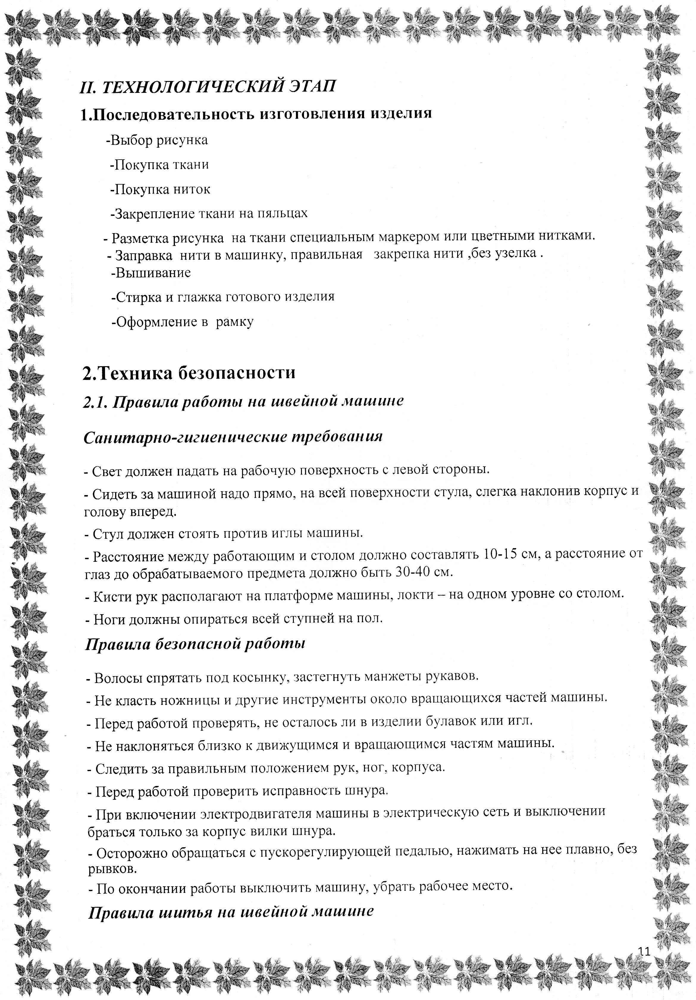 II. ТЕХНОЛОГИЧЕСКИЙ ЭТАП
1.Последовательность изготовления изделия
-Выбор рисунка
-Покупка ткани
-Покупка ниток
-Закрепление ткани на пяльцах
- Разметка рисунка  на ткани специальным маркером или цветными нитками.
- Заправка  нити в машинку, правильная   закрепка нити ,без узелка .
-Вышивание
-Стирка и глажка готового изделия
-Оформление в  рамку
2.Техника безопасности
2.1. Правила работы на швейной машине
Санитарно-гигиенические требования
- Свет должен падать на рабочую поверхность с левой стороны.
- Сидеть за машиной надо прямо, на всей поверхности стула, слегка наклонив корпус и
голову вперед.
- Стул должен стоять против иглы машины.
- Расстояние между работающим и столом должно составлять 10-15 см, а расстояние от
глаз до обрабатываемого предмета должно быть 30-40 см.
- Кисти рук располагают на платформе машины, локти – на одном уровне со столом.
- Ноги должны опираться всей ступней на пол.
Правила безопасной работы
- Волосы спрятать под косынку, застегнуть манжеты рукавов.
- Не класть ножницы и другие инструменты около вращающихся частей машины.
- Перед работой проверять, не осталось ли в изделии булавок или игл.
- Не наклоняться близко к движущимся и вращающимся частям машины.
- Следить за правильным положением рук, ног, корпуса.
- Перед работой проверить исправность шнура.
- При включении электродвигателя машины в электрическую сеть и выключении
браться только за корпус вилки шнура.
- Осторожно обращаться с пускорегулирующей педалью, нажимать на нее плавно, без
рывков.
- По окончании работы выключить машину, убрать рабочее место.
Правила шитья на швейной машине
11